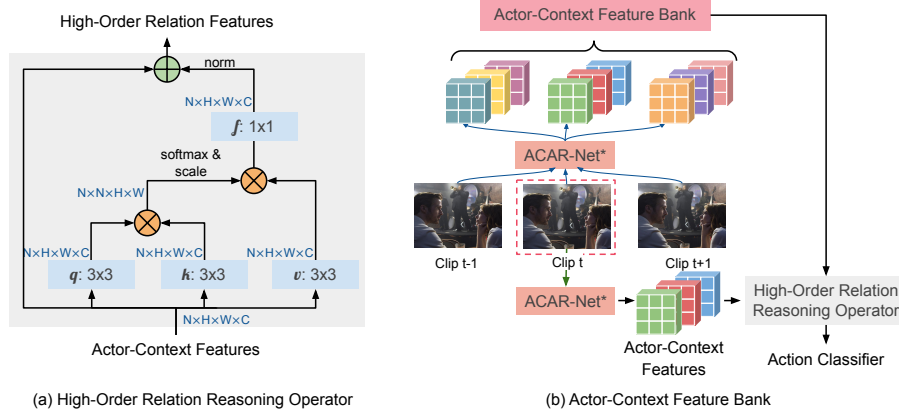 High-Order Relation Features
norm
N×H×W×C
f: 1x1
softmax &
scale
N×N×H×W
N×H×W×C
N×H×W×C
N×H×W×C
q: 3x3
k: 3x3
v: 3x3
N×H×W×C
Actor-Context Features
(a) High-Order Relation Reasoning Operator
Actor-Context Feature Bank
ACAR-Net*
Clip t-1
Clip t
Clip t+1
ACAR-Net*
Actor-Context
Features
High-Order Relation
Reasoning Operator
Action Classifier
(b) Actor-Context Feature Bank